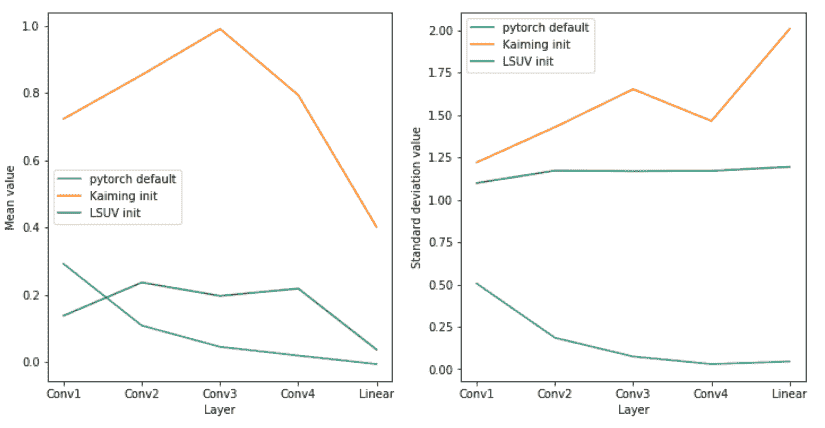 1.0
0.8
0.6
0.4
0.2
0.0
Mean value
pytorch default
Kaiming init
LSUV init
Conv1 Conv2 Conv3 Conv4 Linear
Layer
2.00
1.75
1.50
1.25
1.00
0.75
0.50
0.25
0.00
Standard deviation value
pytorch default
Kaiming init
LSUV init
Conv1 Conv2 Conv3 Conv4 Linear
Layer